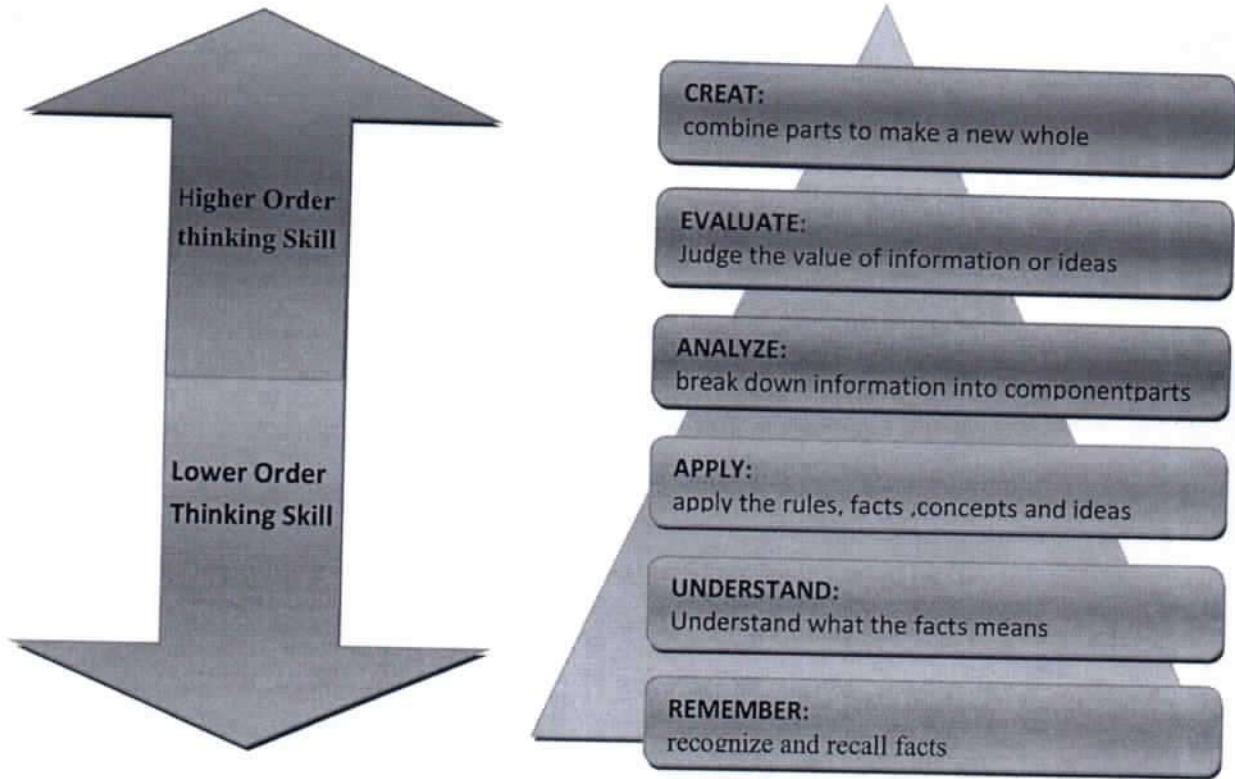 Higher Order
thinking Skill
Lower Order
Thinking Skill
CREAT:
combine parts to make a new whole
EVALUATE:
Judge the value of information or ideas
ANALYZE:
break down information into componentparts
APPLY:
apply the rules, facts ,concepts and ideas
UNDERSTAND:
Understand what the facts means
REMEMBER:
recognize and recall facts